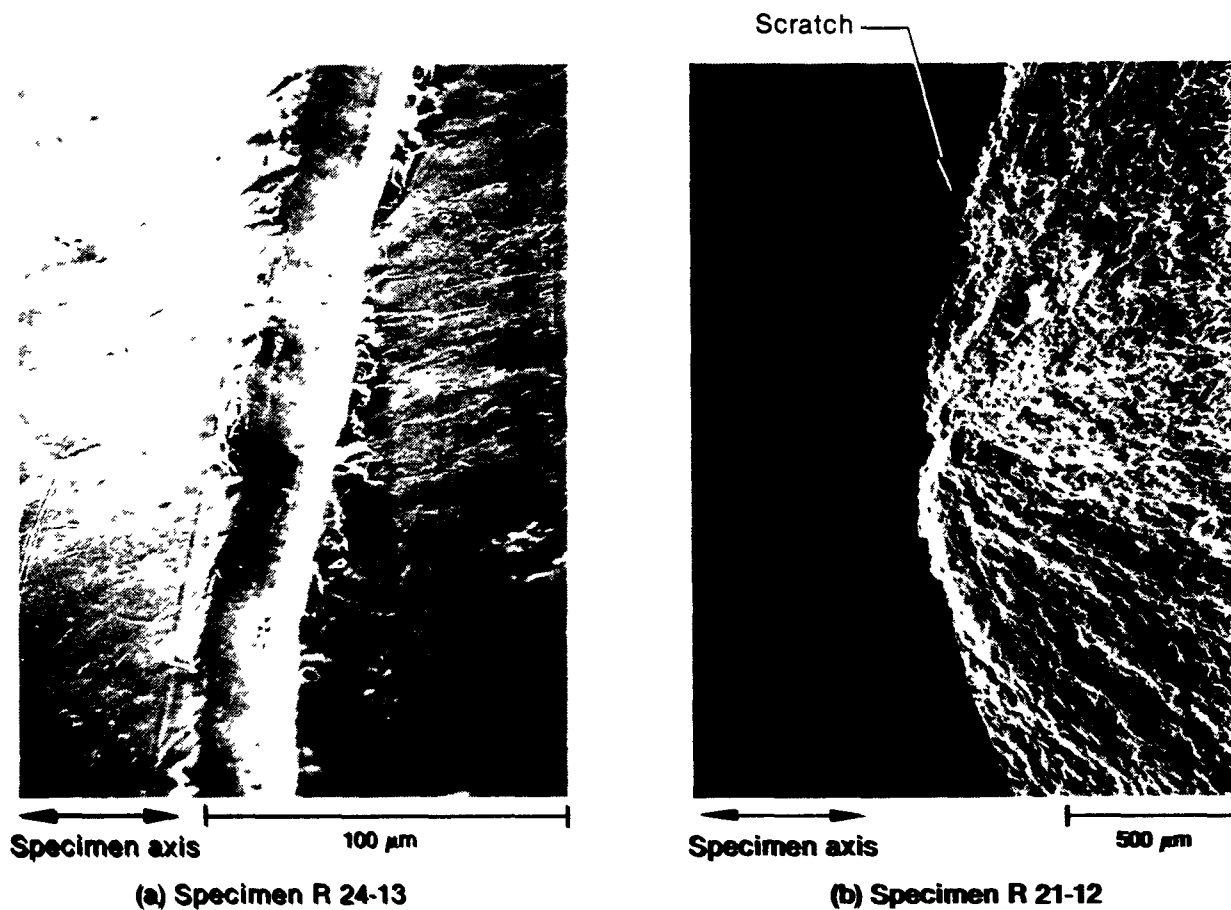 Scratch
Specimen axis
100 μm
Specimen axis
500 μm
(a) Specimen R 24-13
(b) Specimen R 21-12